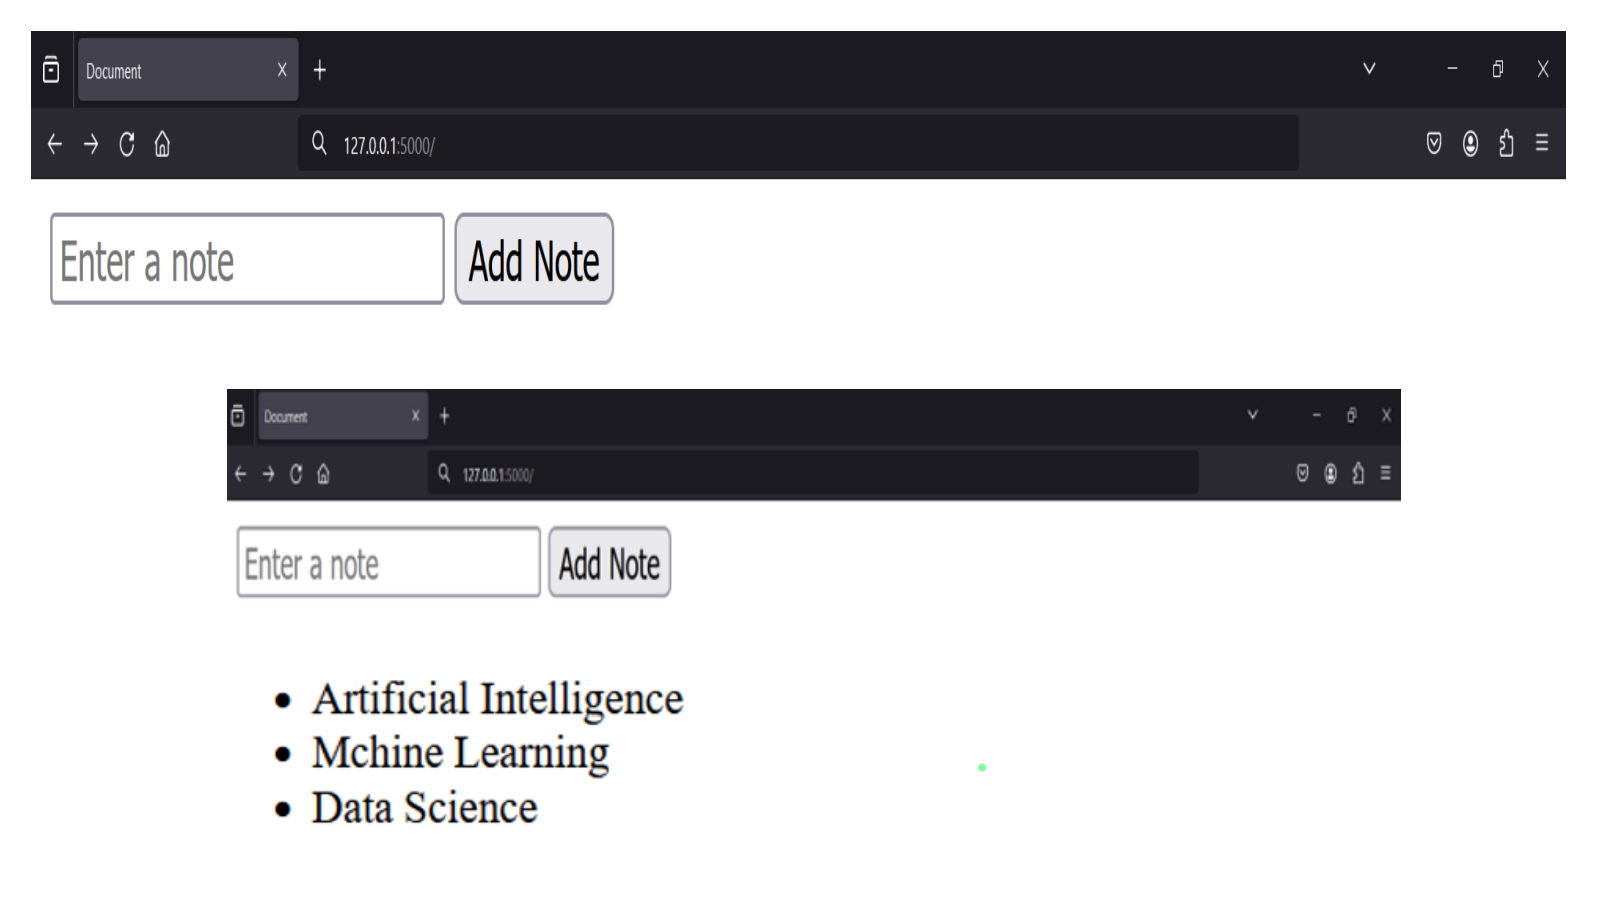 Document
127.0.0.1:5000/
Enter a note
Add Note
Document
127.0.0.1:5000/
Enter a note
Add Note
Artificial Intelligence
Mchine Learning
Data Science